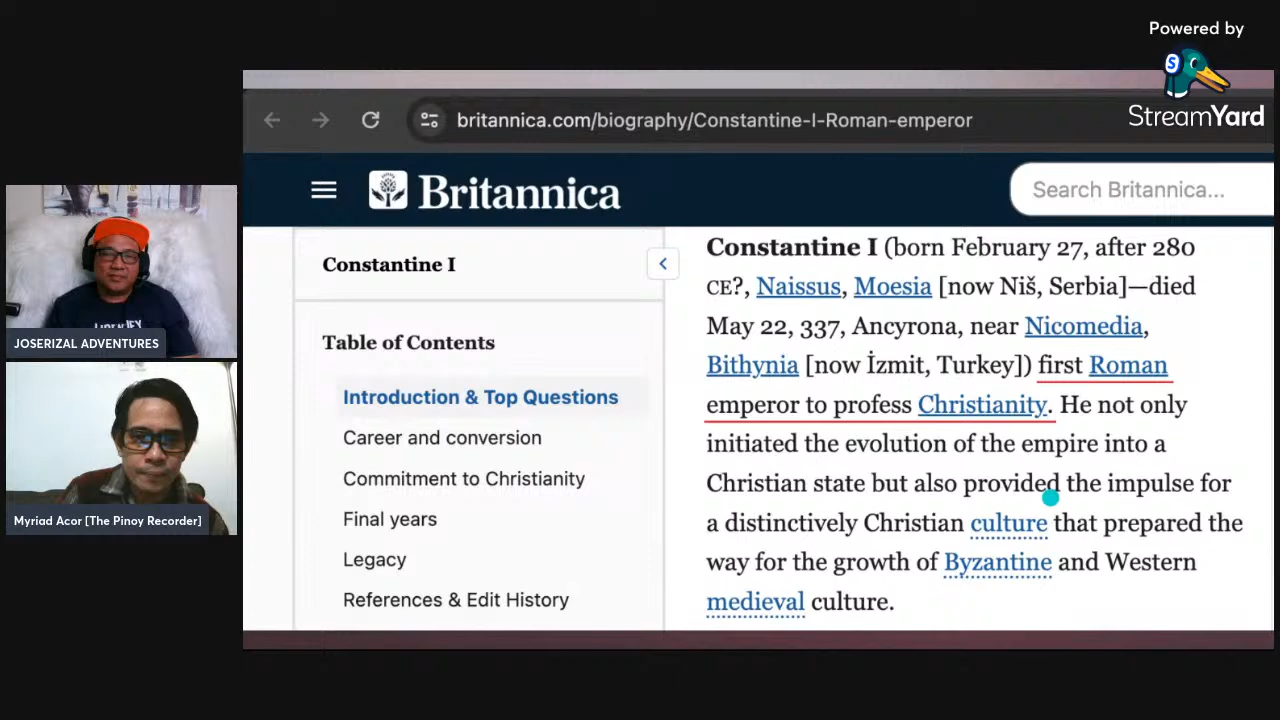 Powered by
S
StreamYard
britannica.com/biography/Constantine-I-Roman-emperor
Britannica
Search Britannica...
Constantine I
Table of Contents
Introduction & Top Questions
Career and conversion
Commitment to Christianity
Final years
Legacy
References & Edit History
Constantine I (born February 27, after 280
CE?, Naissus, Moesia [now Niš, Serbia]—died
May 22, 337, Ancyrona, near Nicomedia,
Bithynia [now İzmit, Turkey]) first Roman
emperor to profess Christianity. He not only
initiated the evolution of the empire into a
Christian state but also provided the impulse for
a distinctively Christian culture that prepared the
way for the growth of Byzantine and Western
medieval culture.
JOSERIZAL ADVENTURES
Myriad Acor [The Pinoy Recorder]